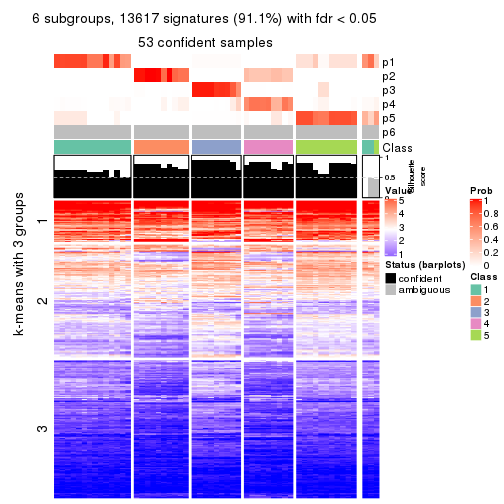 6 subgroups, 13617 signatures (91.1%) with fdr < 0.05
53 confident samples
p1
p2
p3
p4
p5
p6
Class
1
0.5
0
Silhouette
score
k-means with 3 groups
1
2
3
Value
5
4
3
2
1
Status (barplots)
confident
ambiguous
Prob
1
0.8
0.6
0.4
0.2
0
Class
1
2
3
4
5